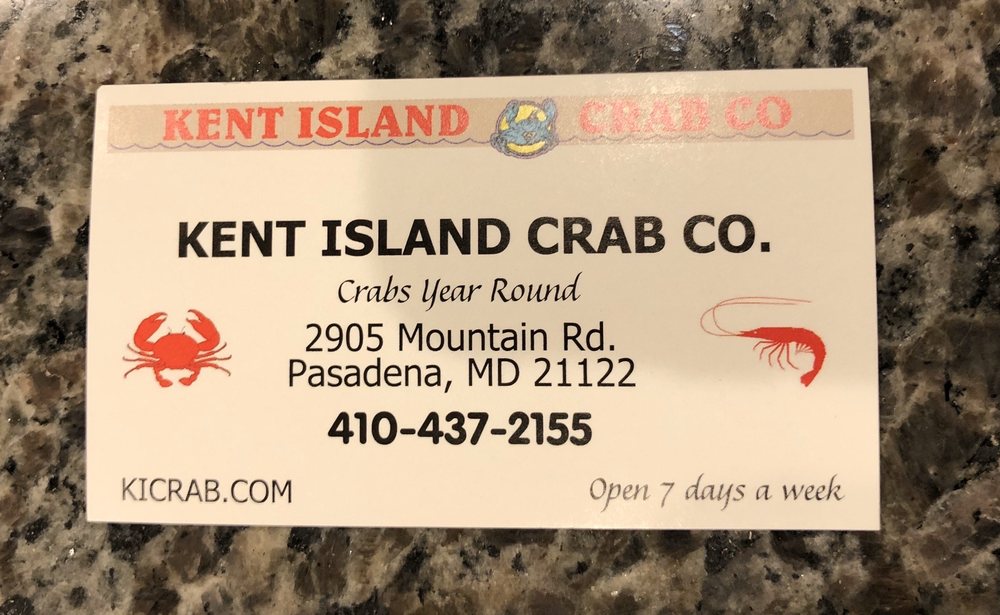 KENT ISLAND CRAB CO
KENT ISLAND CRAB CO.
Crabs Year Round
2905 Mountain Rd.
Pasadena, MD 21122
410-437-2155
KICRAB.COM
Open 7 days a week